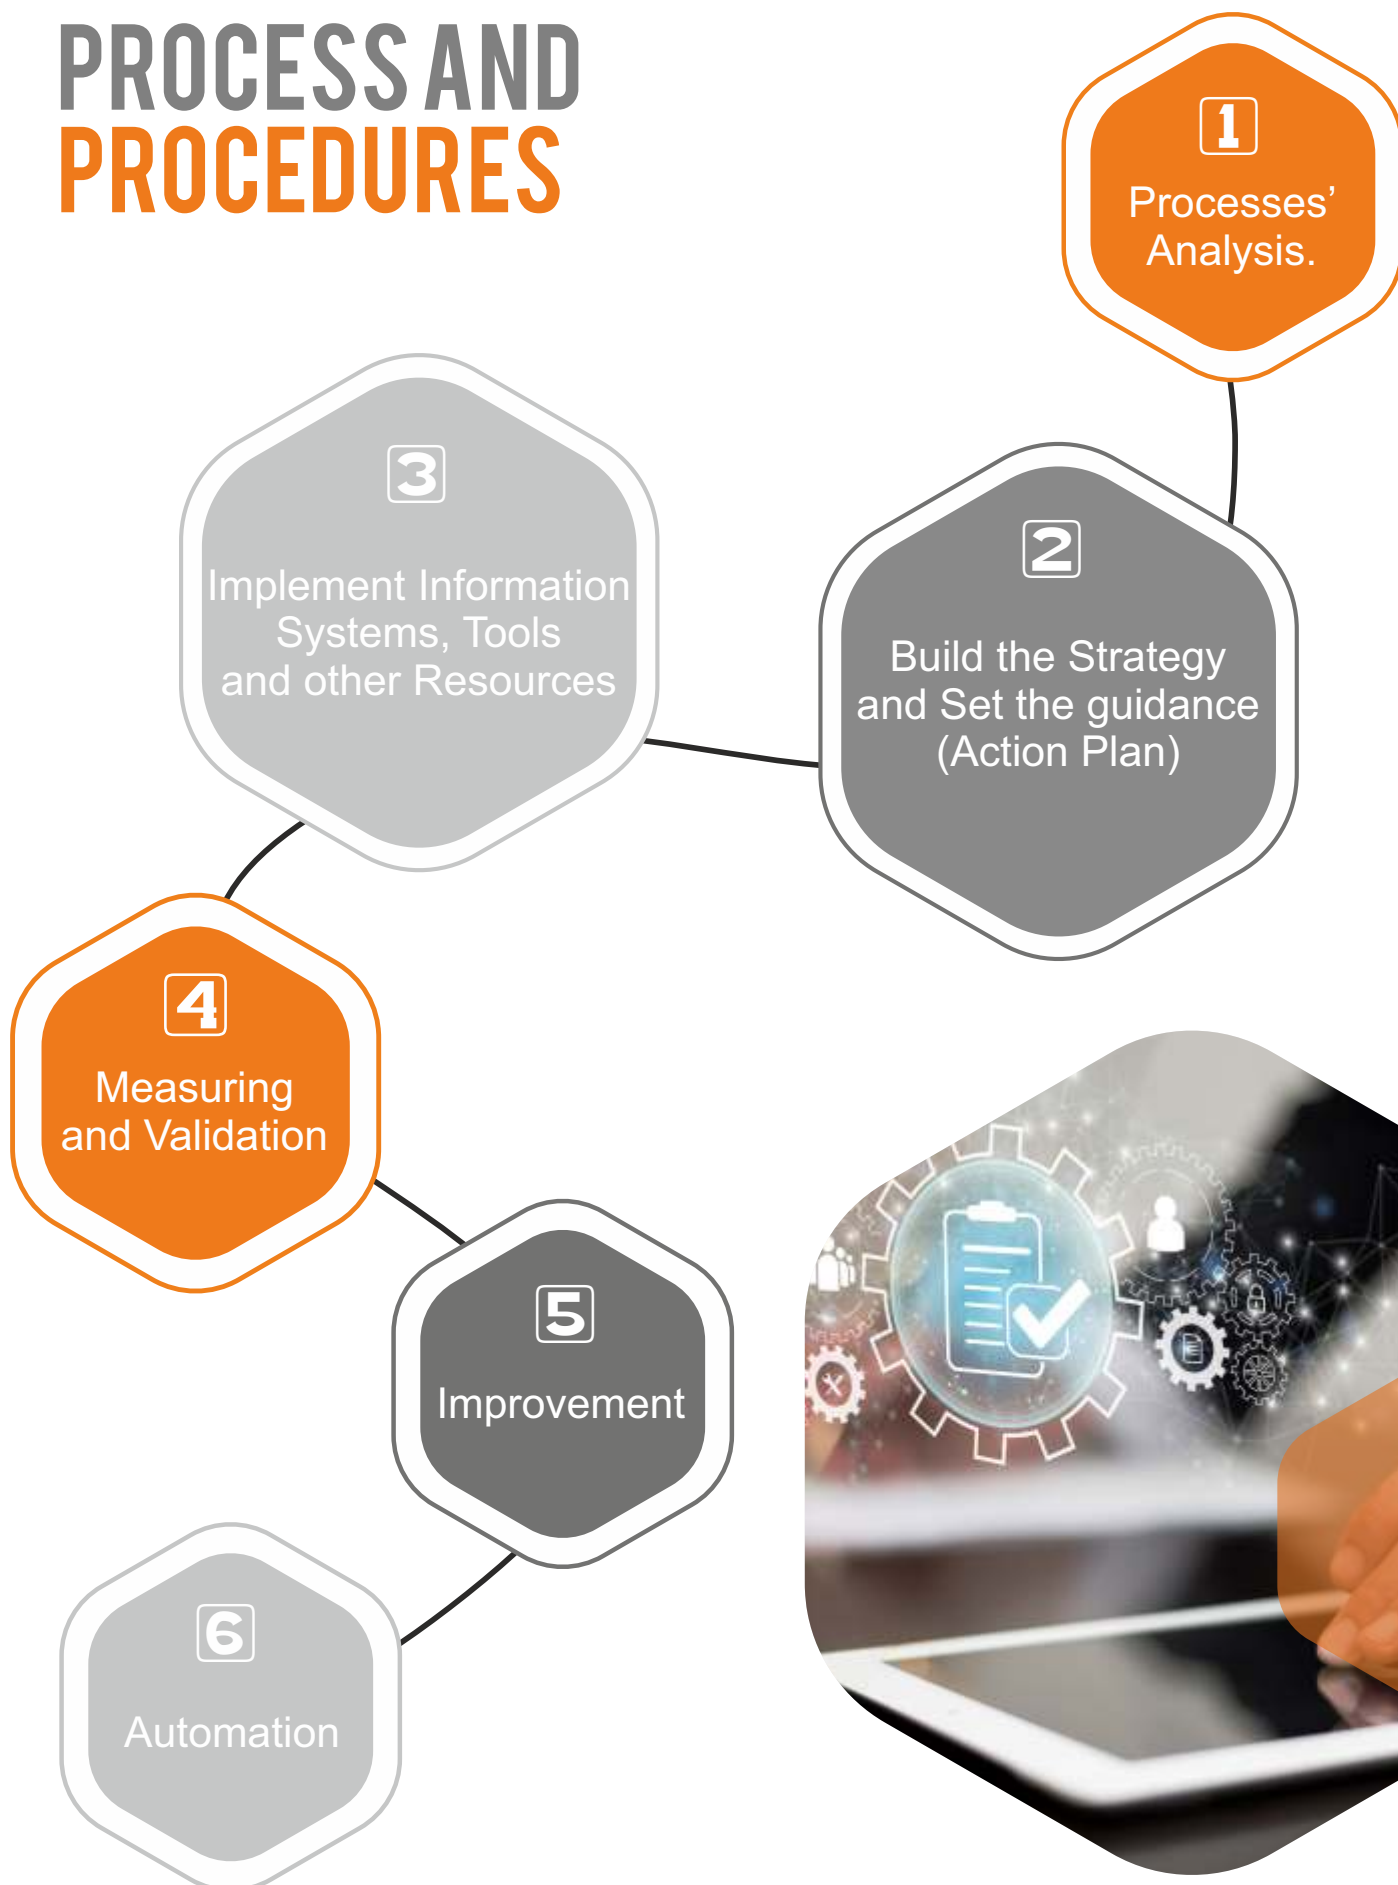 PROCESS AND
PROCEDURES
1
Processes’
Analysis.
2
Build the Strategy
and Set the guidance
(Action Plan)
3
Implement Information
Systems, Tools
and other Resources
4
Measuring
and Validation
5
Improvement
6
Automation